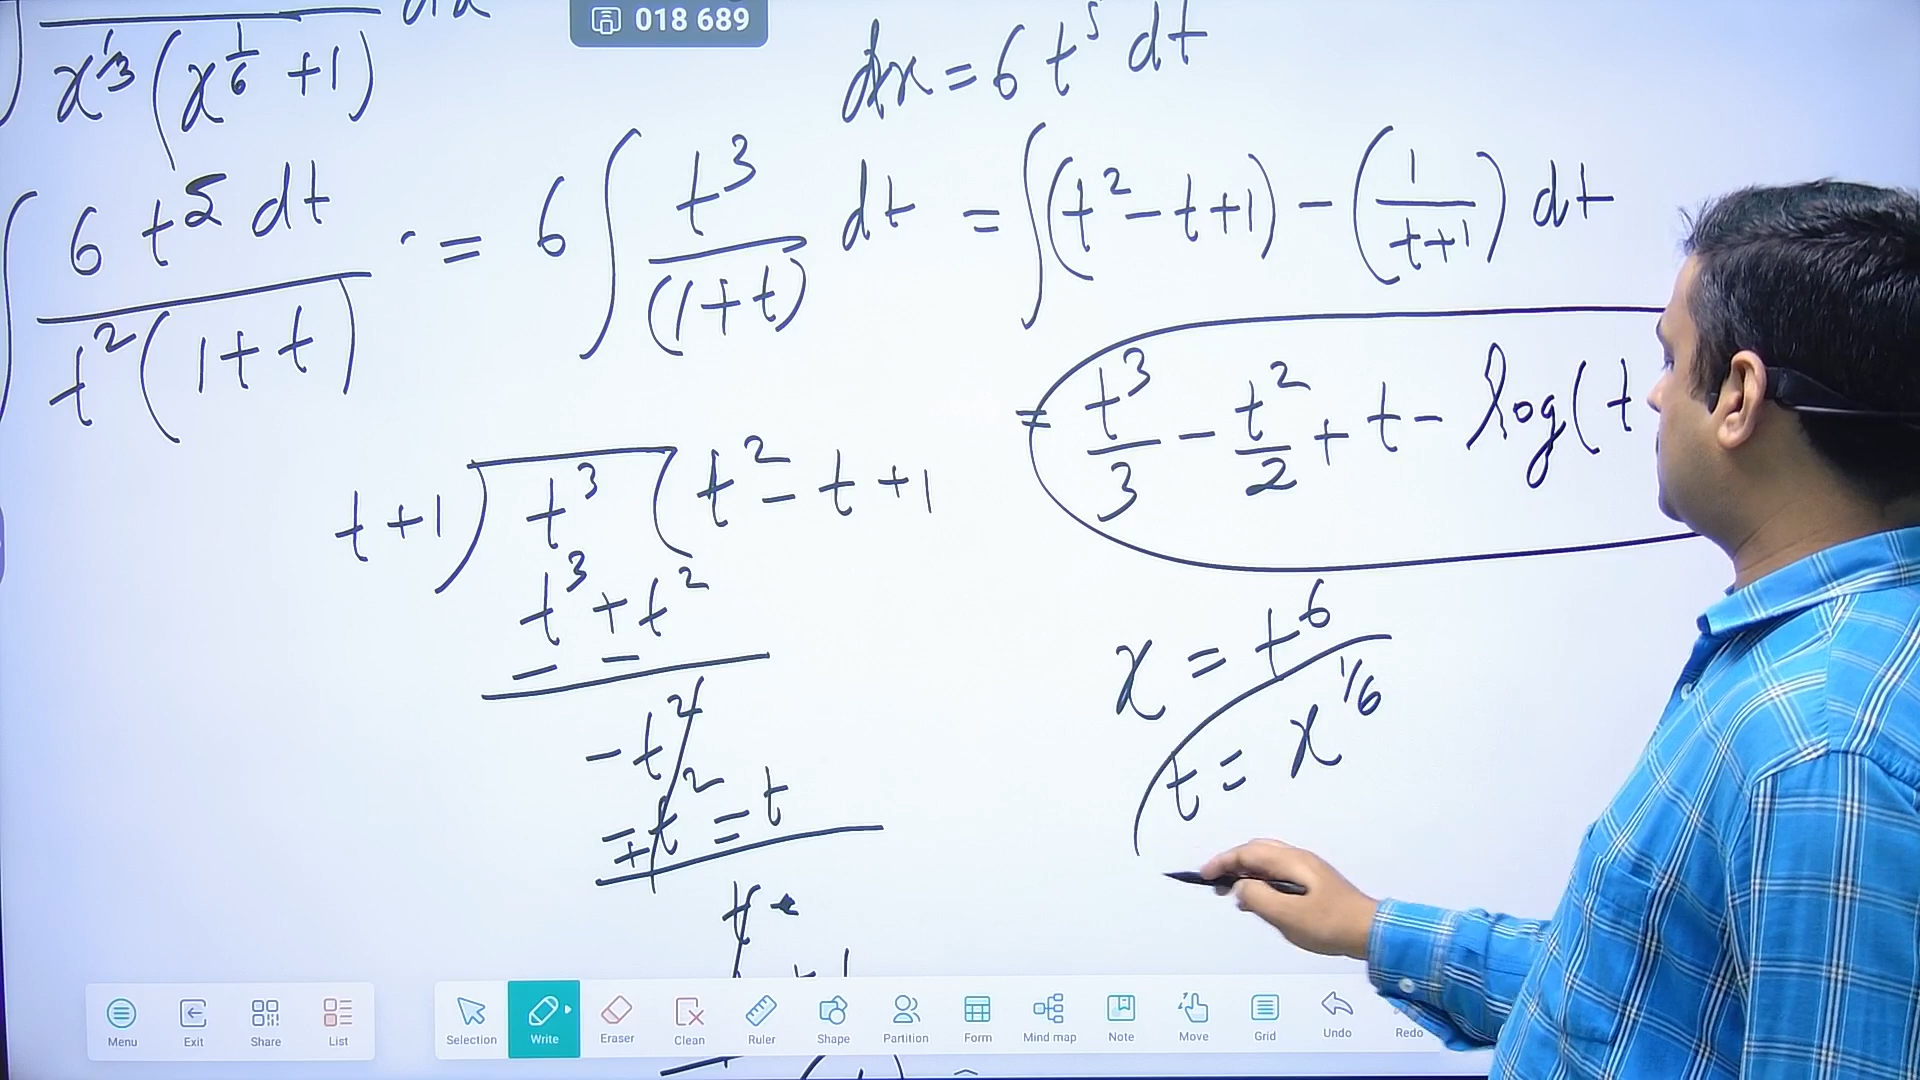 018 689
∫ ——— dx
x^{1/3}(x^{1/6} + 1)
dx = 6 t^5 dt
∫ 6 t^5 dt / t^2 (1 + t) = 6 ∫ t^3 / (1 + t) dt = ∫ (t^2 - t + 1) - (1 / t+1) dt
= t^3/3 - t^2/2 + t - log(t
t + 1 ) t^3 ( t^2 - t + 1
t^3 + t^2
- -
- t^2
- t^2 - t
+ +
t
x = t^6
t = x^{1/6}
Menu Exit Share List Selection Write Eraser Clean Ruler Shape Partition Form Mind map Note Move Grid Undo Redo